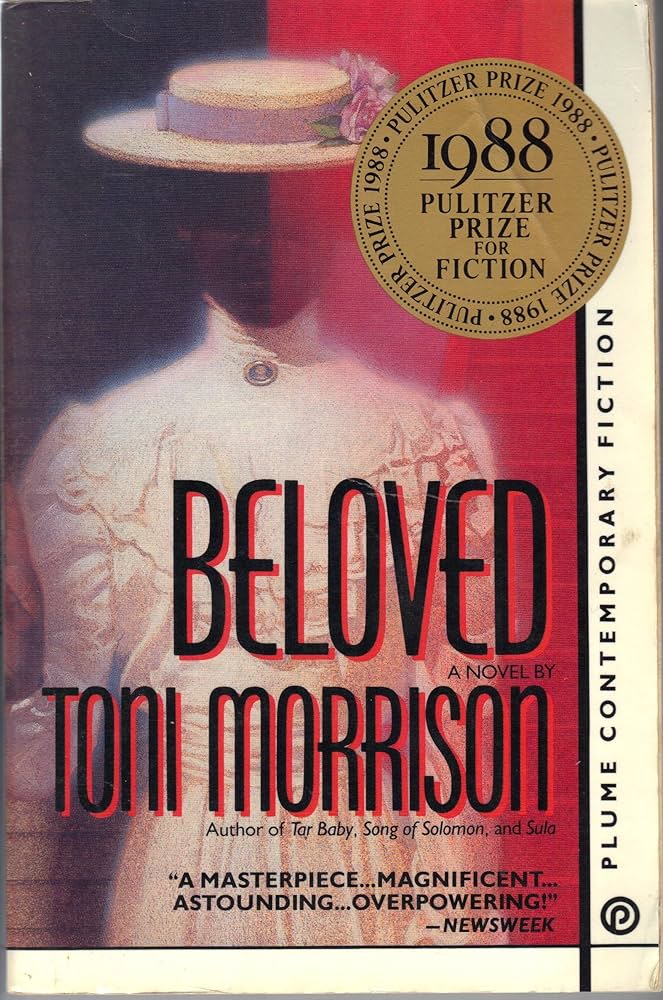 PULITZER PRIZE 1988 • PULITZER PRIZE 1988 • PULITZER PRIZE 1988 •
1988
PULITZER
PRIZE
FOR
FICTION
BELOVED
A NOVEL BY
TONI MORRISON
Author of Tar Baby, Song of Solomon, and Sula
“A MASTERPIECE...MAGNIFICENT...
ASTOUNDING...OVERPOWERING!”
—NEWSWEEK
PLUME CONTEMPORARY FICTION
P